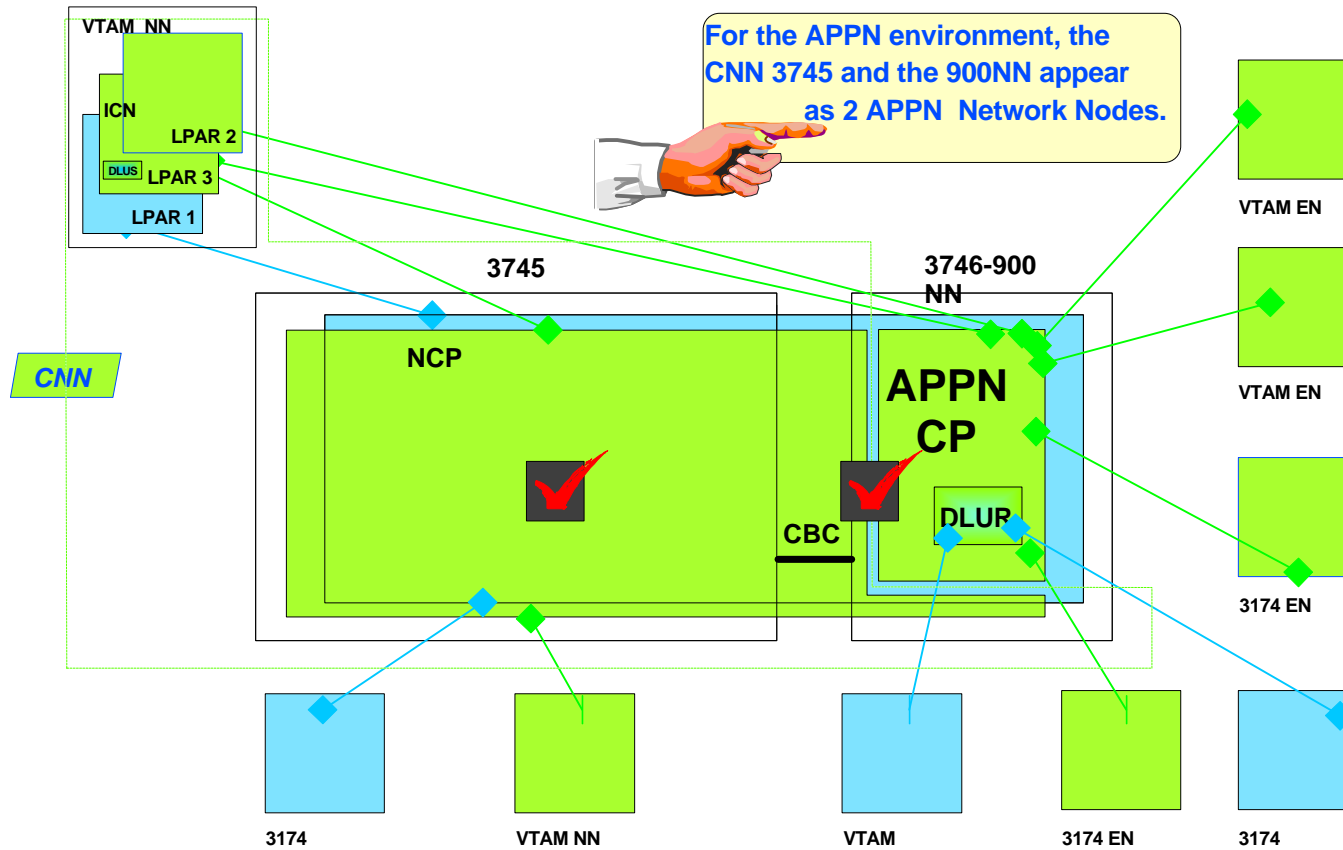 VTAM NN
For the APPN environment, the
CNN 3745 and the 900NN appear
as 2 APPN Network Nodes.
ICN
LPAR 2
DLUS
LPAR 3
LPAR 1
VTAM EN
3745
3746-900
NN
NCP
CNN
APPN
CP
VTAM EN
DLUR
CBC
3174 EN
3174
VTAM NN
VTAM
3174 EN
3174